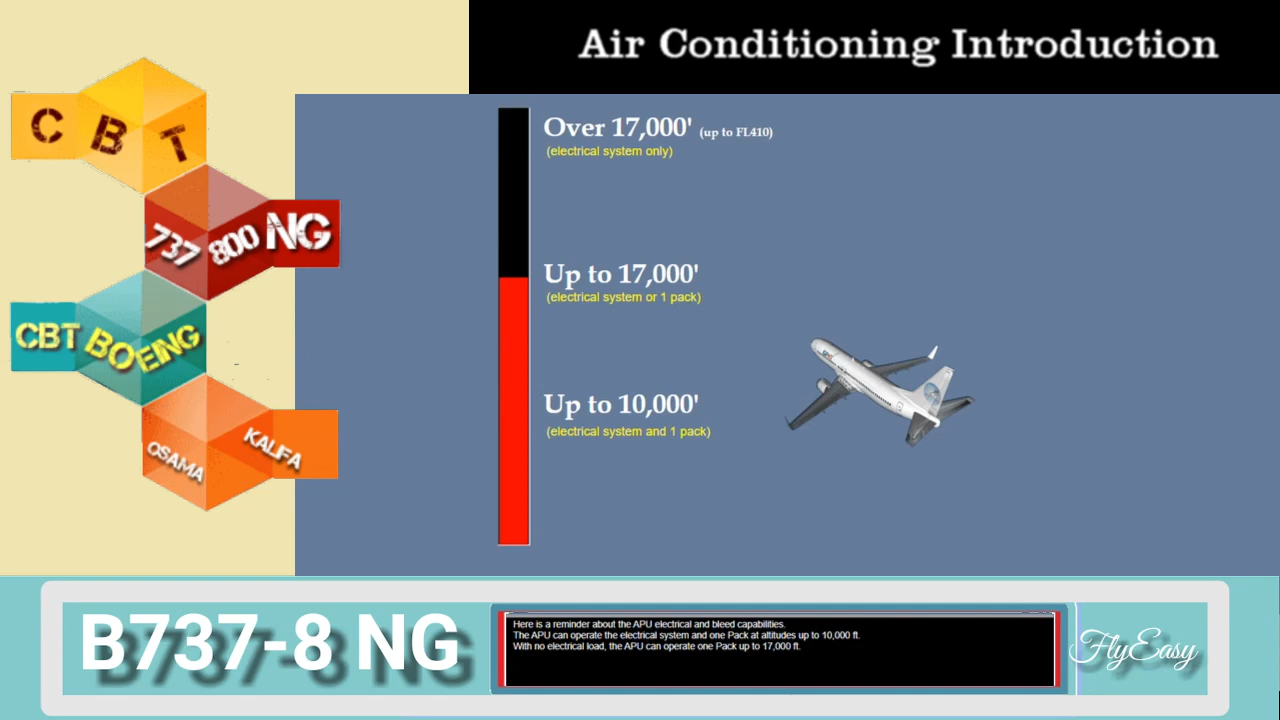 Air Conditioning Introduction
C B T
737 800 NG
CBT BOEING
OSAMA KALIFA
Over 17,000' (up to FL410)
(electrical system only)
Up to 17,000'
(electrical system or 1 pack)
Up to 10,000'
(electrical system and 1 pack)
B737-8 NG
Here is a reminder about the APU electrical and bleed capabilities.
The APU can operate the electrical system and one Pack at altitudes up to 10,000 ft.
With no electrical load, the APU can operate one Pack up to 17,000 ft.
FlyEasy